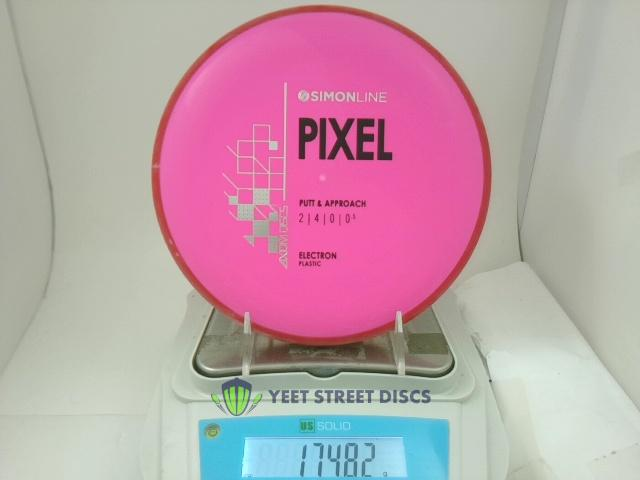 SIMONLINE
PIXEL
PUTT & APPROACH
2 | 4 | 0 | 0.5
ELECTRON
PLASTIC
AXIOM DISCS
YEET STREET DISCS
US SOLID
174.82 g